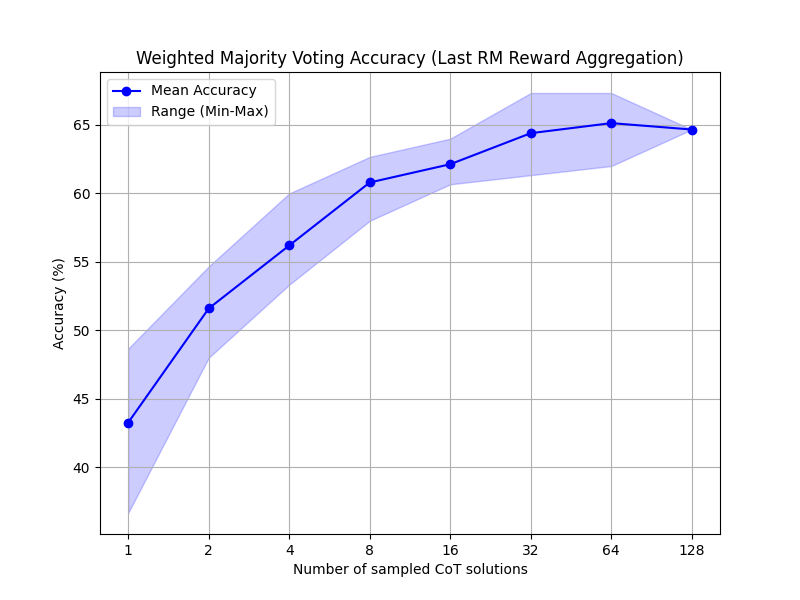 Weighted Majority Voting Accuracy (Last RM Reward Aggregation)
Mean Accuracy
Range (Min-Max)
65
60
55
50
45
40
Accuracy (%)
1 2 4 8 16 32 64 128
Number of sampled CoT solutions